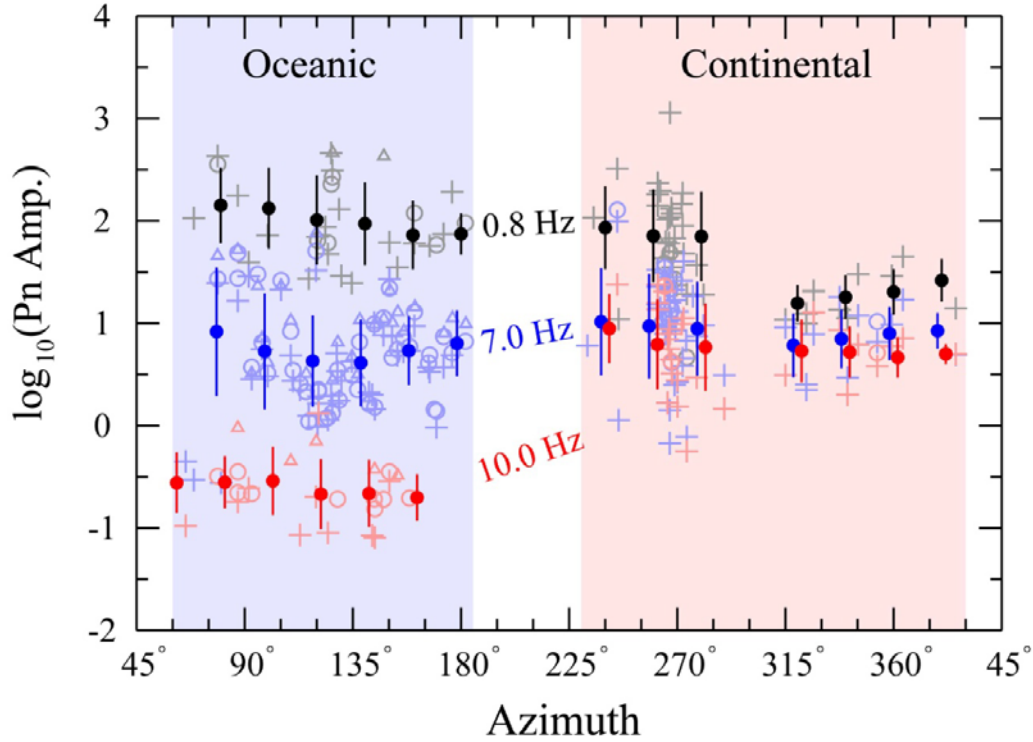 4
3
2
1
0
-1
-2
log10(Pn Amp.)
Oceanic
Continental
0.8 Hz
7.0 Hz
10.0 Hz
45° 90° 135° 180° 225° 270° 315° 360° 45°
Azimuth